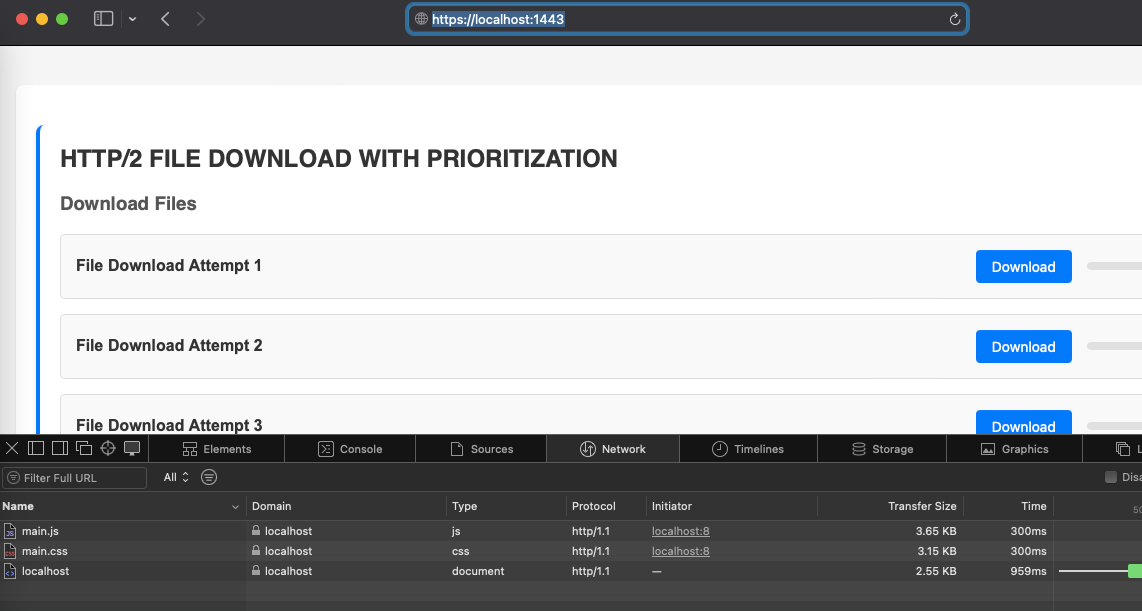 https://localhost:1443
HTTP/2 FILE DOWNLOAD WITH PRIORITIZATION
Download Files
File Download Attempt 1 Download
File Download Attempt 2 Download
File Download Attempt 3 Download
Elements Console Sources Network Timelines Storage Graphics L
Filter Full URL All Disa
Name Domain Type Protocol Initiator Transfer Size Time 50
main.js localhost js http/1.1 localhost:8 3.65 KB 300ms
main.css localhost css http/1.1 localhost:8 3.15 KB 300ms
localhost localhost document http/1.1 — 2.55 KB 959ms